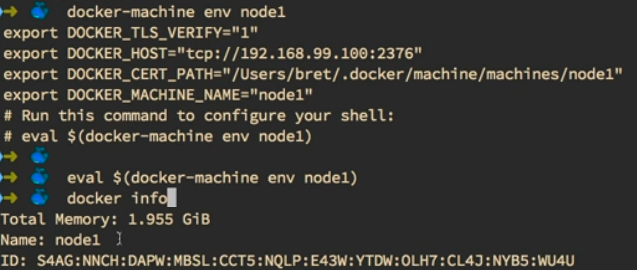 docker-machine env node1
export DOCKER_TLS_VERIFY="1"
export DOCKER_HOST="tcp://192.168.99.100:2376"
export DOCKER_CERT_PATH="/Users/bret/.docker/machine/machines/node1"
export DOCKER_MACHINE_NAME="node1"
# Run this command to configure your shell:
# eval $(docker-machine env node1)
eval $(docker-machine env node1)
docker info
Total Memory: 1.955 GiB
Name: node1
ID: S4AG:NNCH:DAPW:MBSL:CCT5:NQLP:E43W:YTDW:OLH7:CL4J:NYB5:WU4U